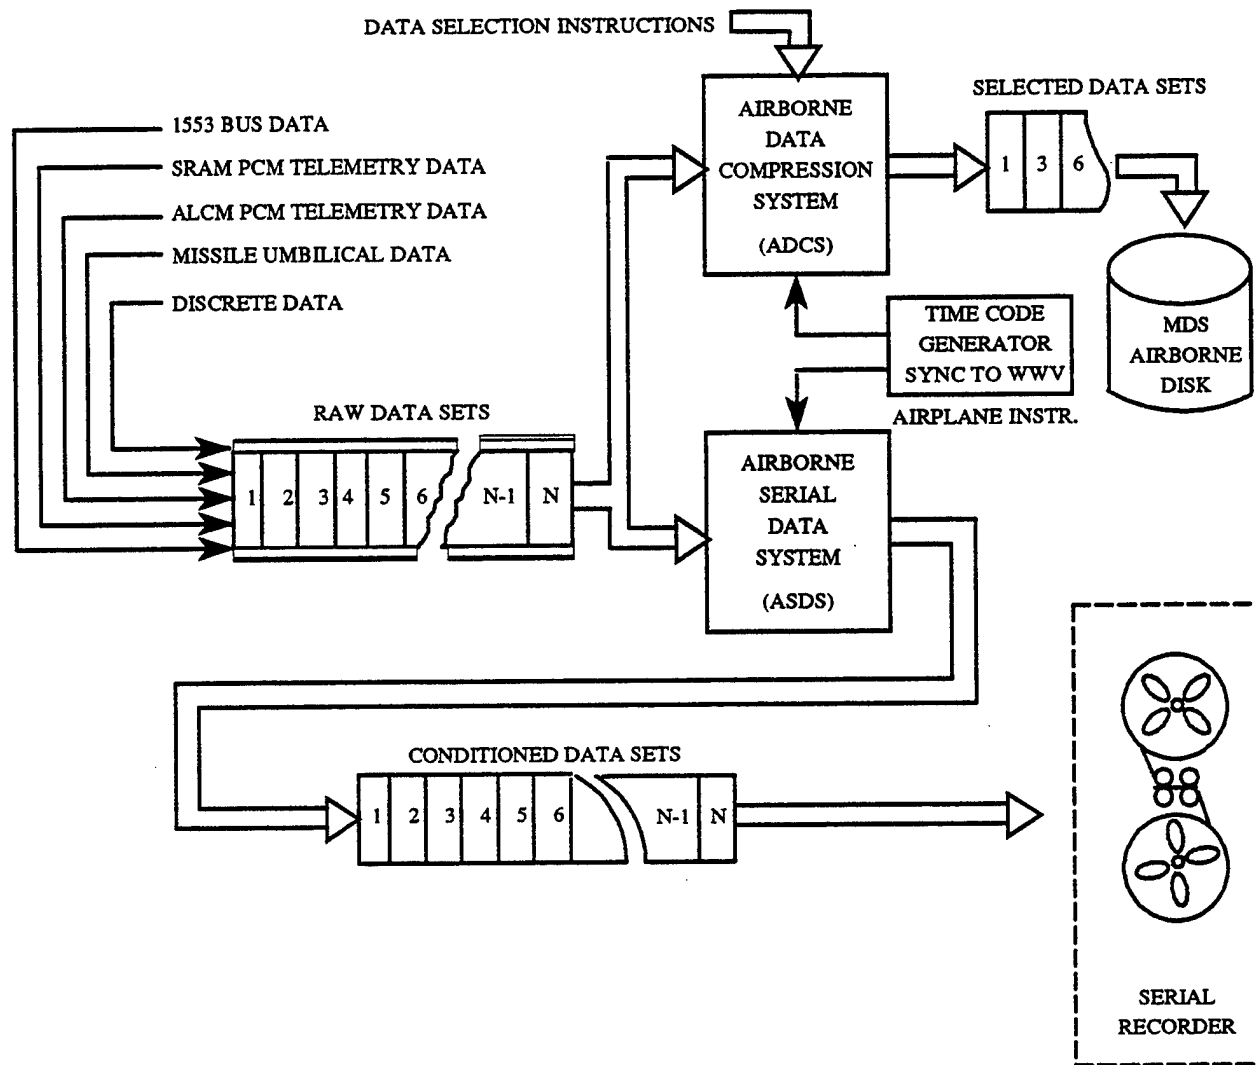 DATA SELECTION INSTRUCTIONS
AIRBORNE
DATA
COMPRESSION
SYSTEM
(ADCS)
SELECTED DATA SETS
1 3 6
1553 BUS DATA
SRAM PCM TELEMETRY DATA
ALCM PCM TELEMETRY DATA
MISSILE UMBILICAL DATA
DISCRETE DATA
TIME CODE
GENERATOR
SYNC TO WWV
AIRPLANE INSTR.
MDS
AIRBORNE
DISK
RAW DATA SETS
1 2 3 4 5 6 N-1 N
AIRBORNE
SERIAL
DATA
SYSTEM
(ASDS)
CONDITIONED DATA SETS
1 2 3 4 5 6 N-1 N
SERIAL
RECORDER